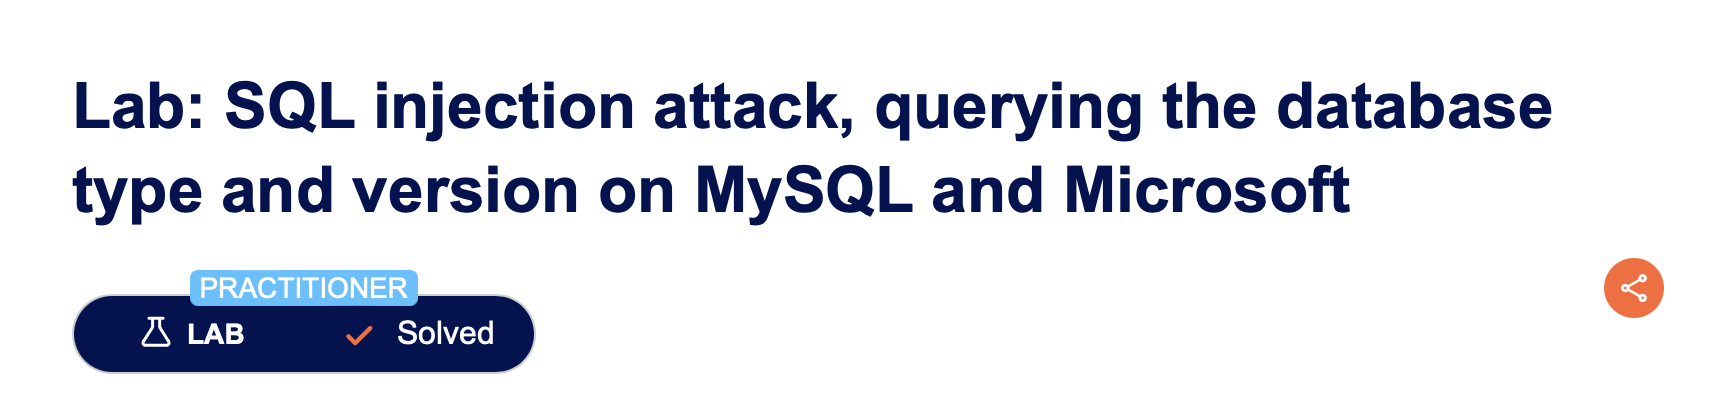 Lab: SQL injection attack, querying the database
type and version on MySQL and Microsoft
PRACTITIONER
LAB Solved